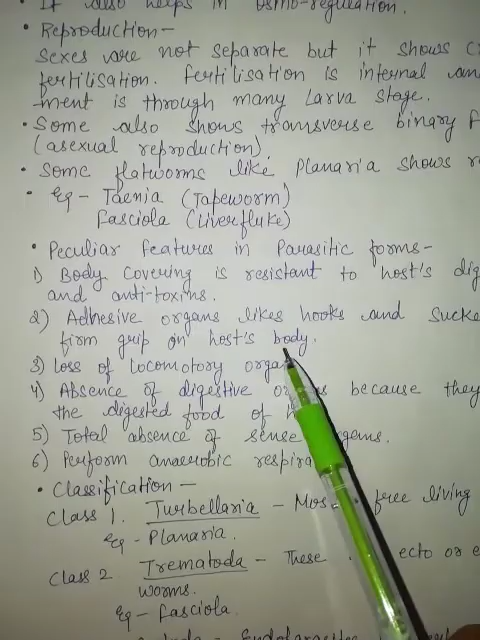 It also helps in osmo-regulation.
• Reproduction –
Sexes are not separate but it shows
fertilisation. Fertilisation is internal
ment is through many Larva stage.
• Some also shows transverse binary
(asexual reproduction).
• Some flatworms like Planaria shows
• Eg – Taenia (Tapeworm)
Fasciola (Liverfluke)
• Peculiar features in Parasitic forms –
1) Body Covering is resistant to host's
and anti-toxins.
2) Adhesive organs likes hooks and
firm grip on host's body.
3) Loss of Locomotory
4) Absence of digestive because they
the digested food of
5) Total absence of sense
6) Perform anaerobic
• Classification –
Class 1. Turbellaria – free living
Eg – Planaria.
Class 2 Trematoda – These ecto or
worms.
Eg – Fasciola.